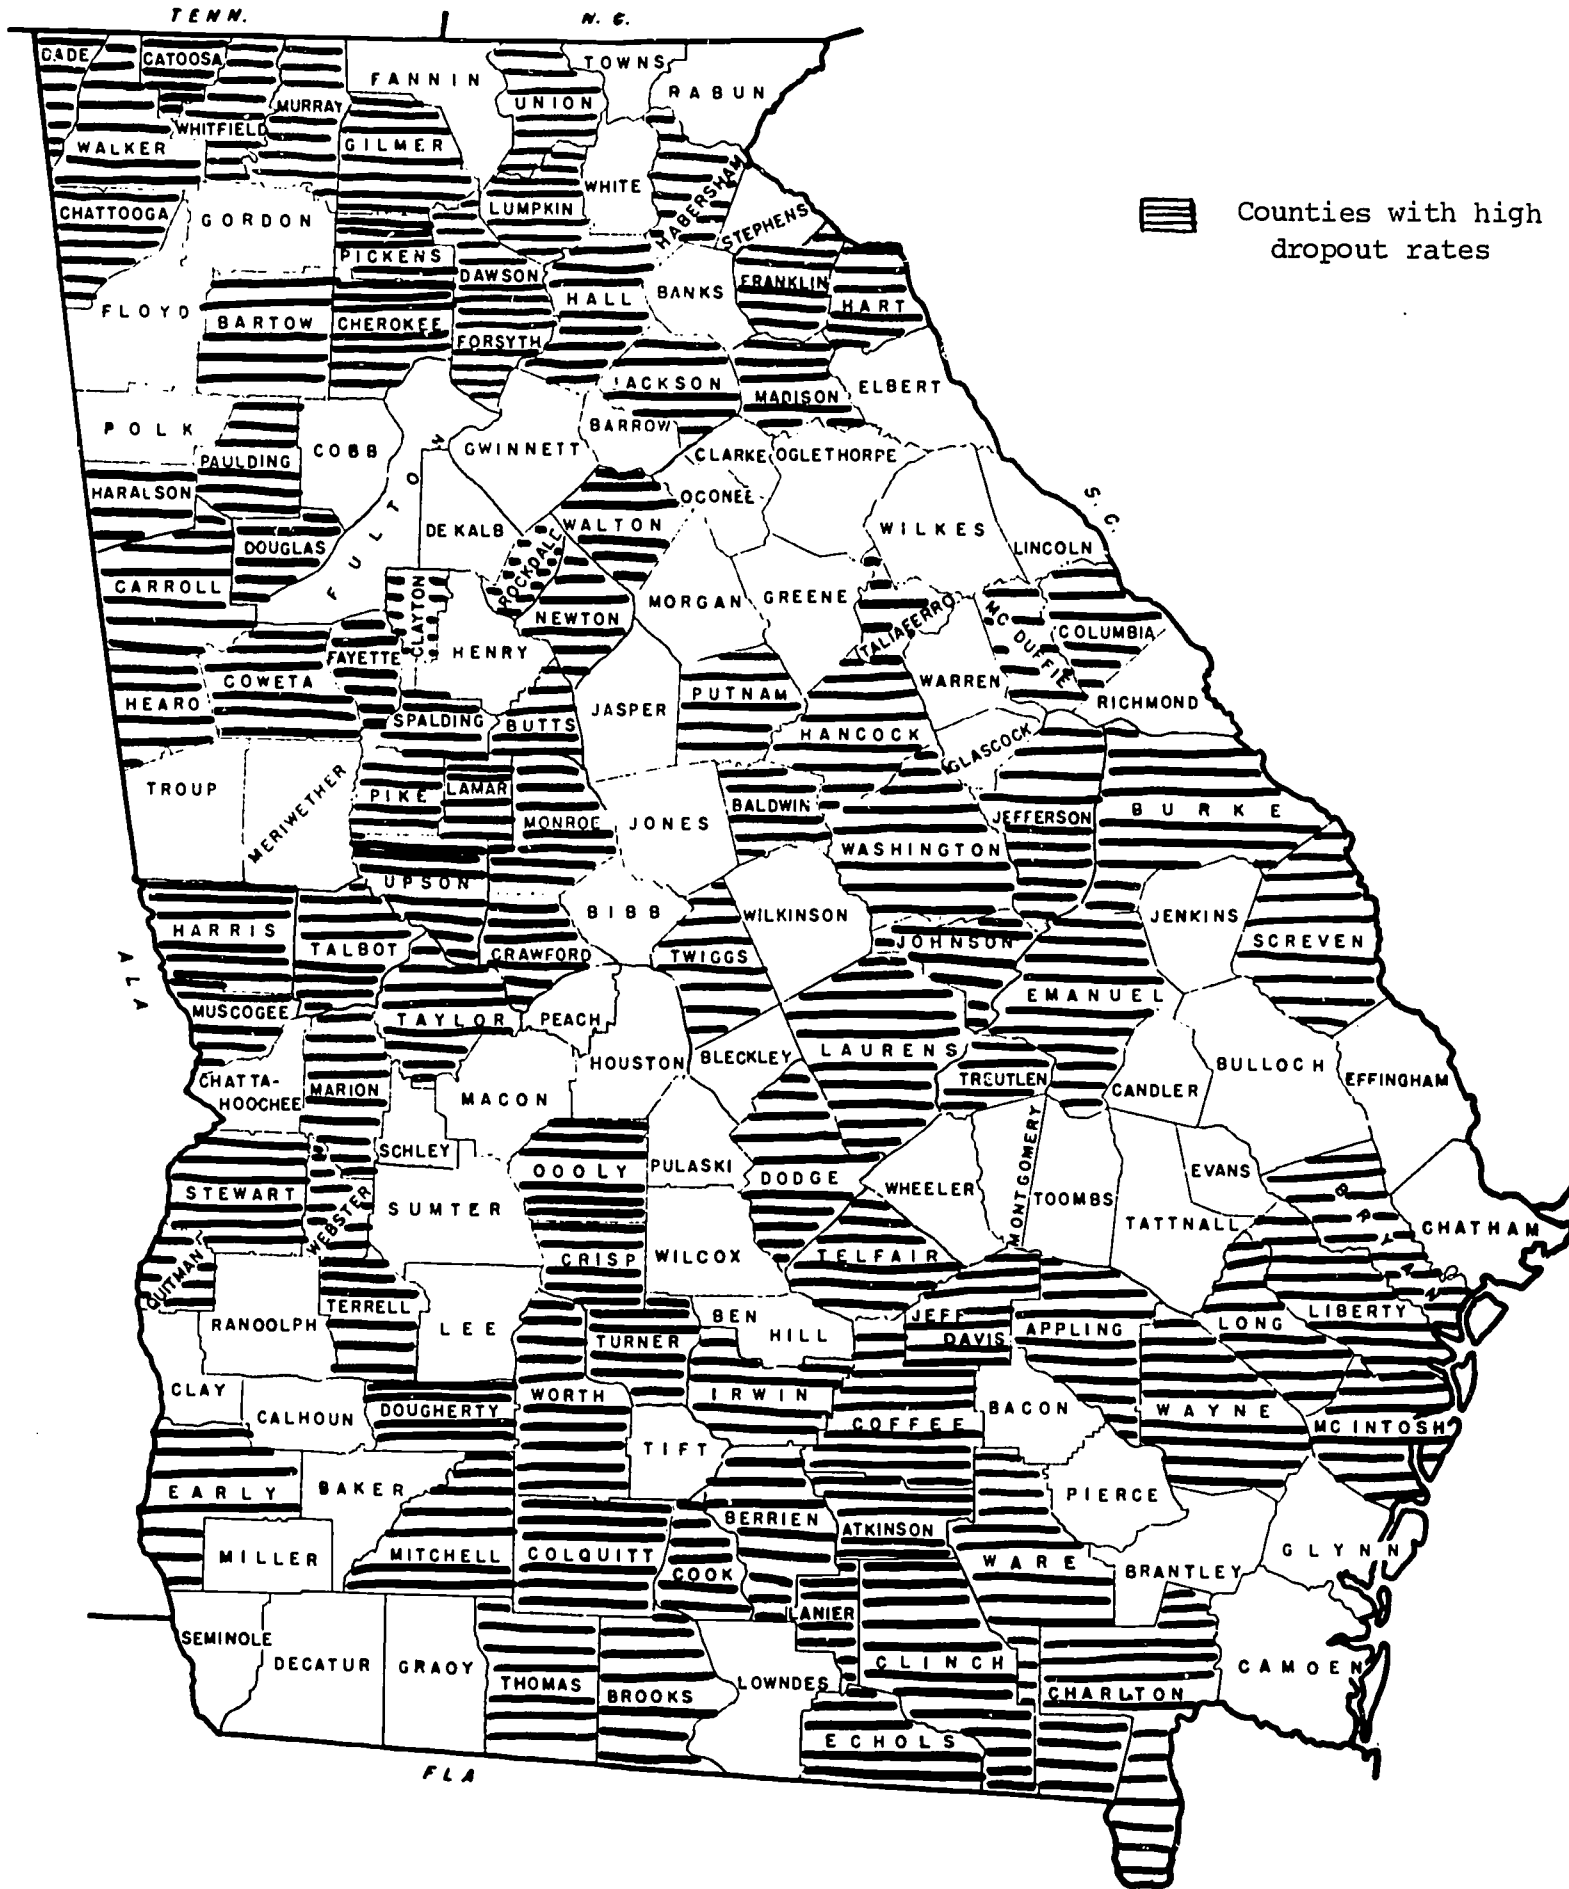 TENN.
N. C.
DADE
CATOOSA
FANNIN
TOWNS
RABUN
UNION
MURRAY
WHITFIELD
WALKER
GILMER
WHITE
HABERSHAM
CHATTOOGA
GORDON
LUMPKIN
STEPHENS
Counties with high
dropout rates
PICKENS
DAWSON
HALL
BANKS
FRANKLIN
HART
FLOYD
BARTOW
CHEROKEE
FORSYTH
JACKSON
MADISON
ELBERT
POLK
PAULDING
COBB
FULTON
GWINNETT
BARROW
CLARKE
OGLETHORPE
HARALSON
OCONEE
S. C.
DOUGLAS
DE KALB
ROCKDALE
WALTON
WILKES
LINCOLN
CARROLL
CLAYTON
NEWTON
MORGAN
GREENE
TALIAFERRO
MC DUFFIE
COLUMBIA
FAYETTE
HENRY
COWETA
WARREN
RICHMOND
HEARO
SPALDING
BUTTS
JASPER
PUTNAM
HANCOCK
GLASCOCK
TROUP
MERIWETHER
PIKE
LAMAR
MONROE
JONES
BALDWIN
WASHINGTON
JEFFERSON
BURKE
UPSON
BIBB
WILKINSON
JENKINS
HARRIS
TALBOT
CRAWFORD
TWIGGS
JOHNSON
SCREVEN
ALA
MUSCOGEE
TAYLOR
PEACH
EMANUEL
HOUSTON
BLECKLEY
LAURENS
BULLOCH
EFFINGHAM
CHATTA-
HOOCHEE
MARION
MACON
TREUTLEN
CANDLER
SCHLEY
OOOLY
PULASKI
DODGE
MONTGOMERY
EVANS
STEWART
WEBSTER
SUMTER
WHEELER
TOOMBS
TATTNALL
BRYAN
CHATHAM
QUITMAN
CRISP
WILCOX
TELFAIR
RANOOLPH
TERRELL
LEE
TURNER
BEN
HILL
JEFF
DAVIS
APPLING
LONG
LIBERTY
CLAY
CALHOUN
DOUGHERTY
WORTH
IRWIN
COFFEE
BACON
WAYNE
MC INTOSH
TIFT
EARLY
BAKER
PIERCE
BERRIEN
ATKINSON
MILLER
MITCHELL
COLQUITT
COOK
WARE
BRANTLEY
GLYNN
LANIER
SEMINOLE
DECATUR
GRAOY
THOMAS
BROOKS
LOWNDES
CLINCH
CHARLTON
CAMOEN
ECHOLS
FLA